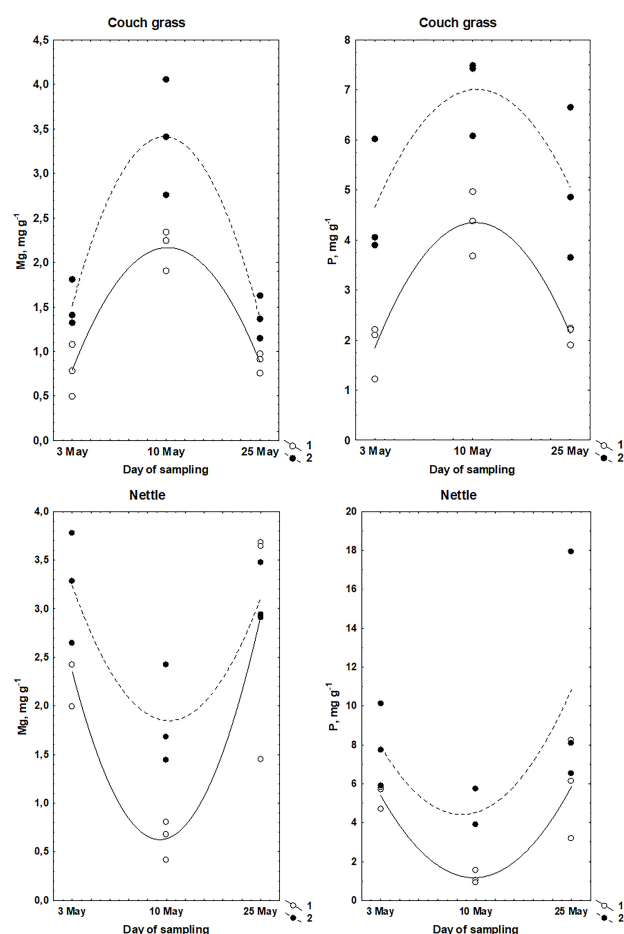 Couch grass
4,5
4,0
3,5
3,0
2,5
2,0
1,5
1,0
0,5
0,0
Mg, mg g-1
3 May 10 May 25 May
Day of sampling
1
2
Couch grass
8
7
6
5
4
3
2
1
0
P, mg g-1
3 May 10 May 25 May
Day of sampling
1
2
Nettle
4,0
3,5
3,0
2,5
2,0
1,5
1,0
0,5
0,0
Mg, mg g-1
3 May 10 May 25 May
Day of sampling
1
2
Nettle
20
18
16
14
12
10
8
6
4
2
0
P, mg g-1
3 May 10 May 25 May
Day of sampling
1
2